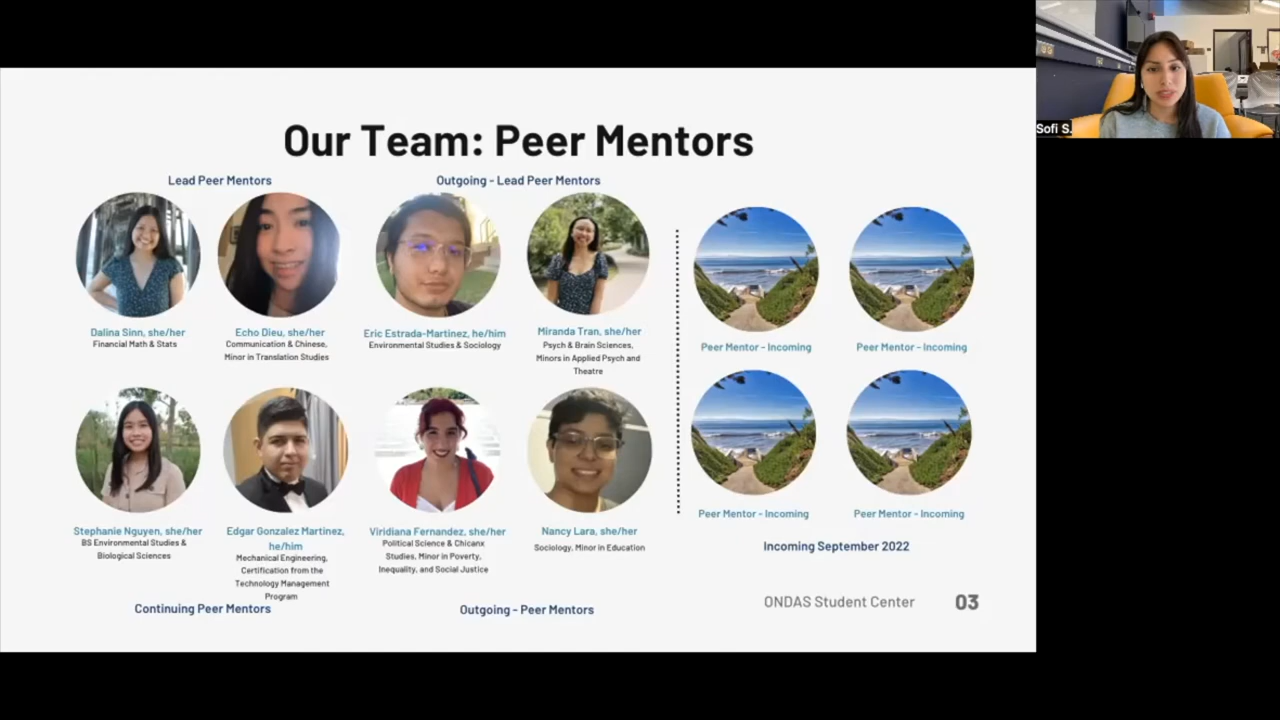 Sofi S.
Our Team: Peer Mentors
Lead Peer Mentors
Outgoing - Lead Peer Mentors
Dalina Sinn, she/her
Financial Math & Stats
Echo Dieu, she/her
Communication & Chinese,
Minor in Translation Studies
Eric Estrada-Martinez, he/him
Environmental Studies & Sociology
Miranda Tran, she/her
Psych & Brain Sciences,
Minors in Applied Psych and
Theatre
Peer Mentor - Incoming
Peer Mentor - Incoming
Stephanie Nguyen, she/her
BS Environmental Studies &
Biological Sciences
Edgar Gonzalez Martinez,
he/him
Mechanical Engineering,
Certification from the
Technology Management
Program
Viridiana Fernandez, she/her
Political Science & Chicanx
Studies, Minor in Poverty,
Inequality, and Social Justice
Nancy Lara, she/her
Sociology, Minor in Education
Peer Mentor - Incoming
Peer Mentor - Incoming
Incoming September 2022
Continuing Peer Mentors
Outgoing - Peer Mentors
ONDAS Student Center
03